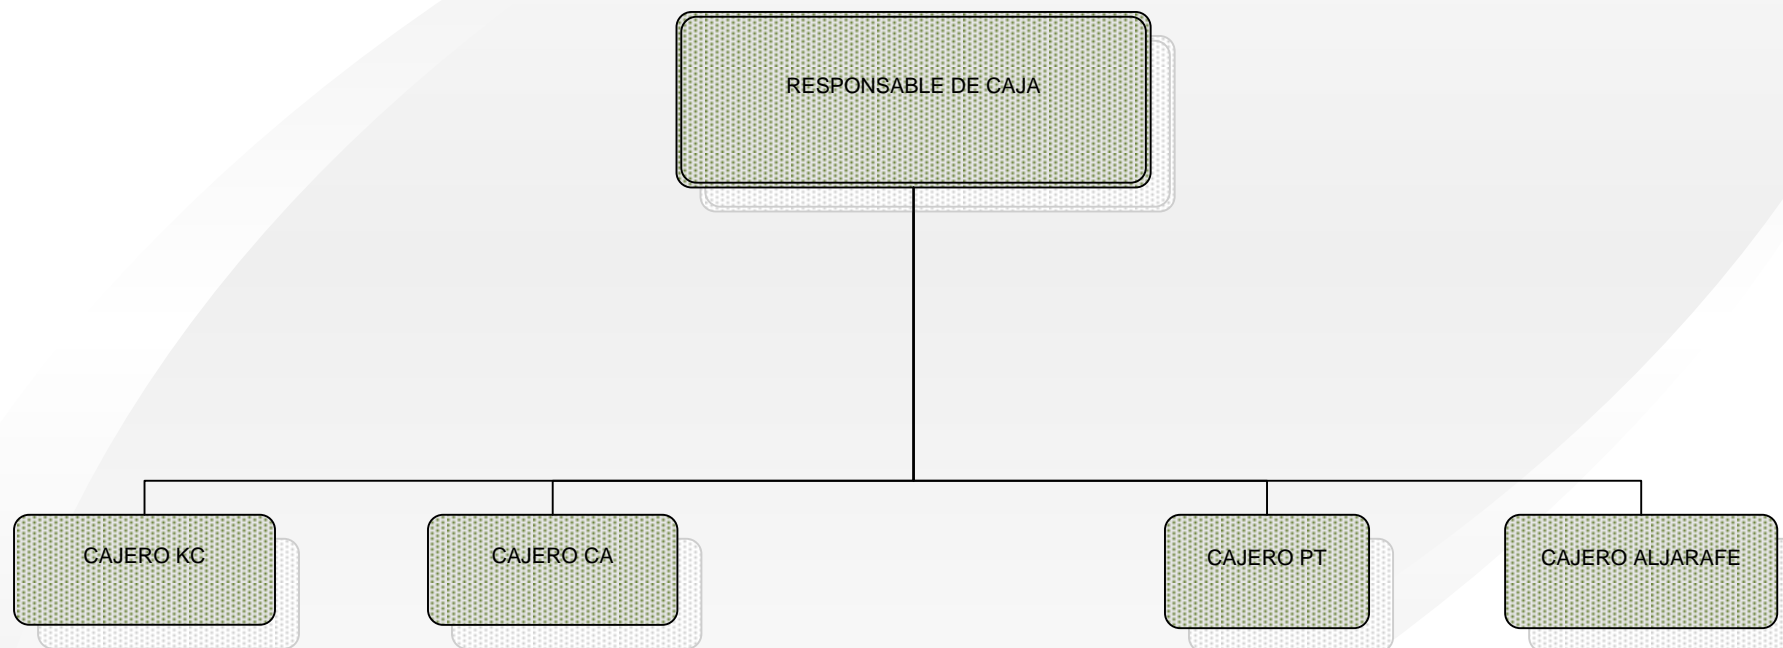 RESPONSABLE DE CAJA
CAJERO KC
CAJERO CA
CAJERO PT
CAJERO ALJARAFE